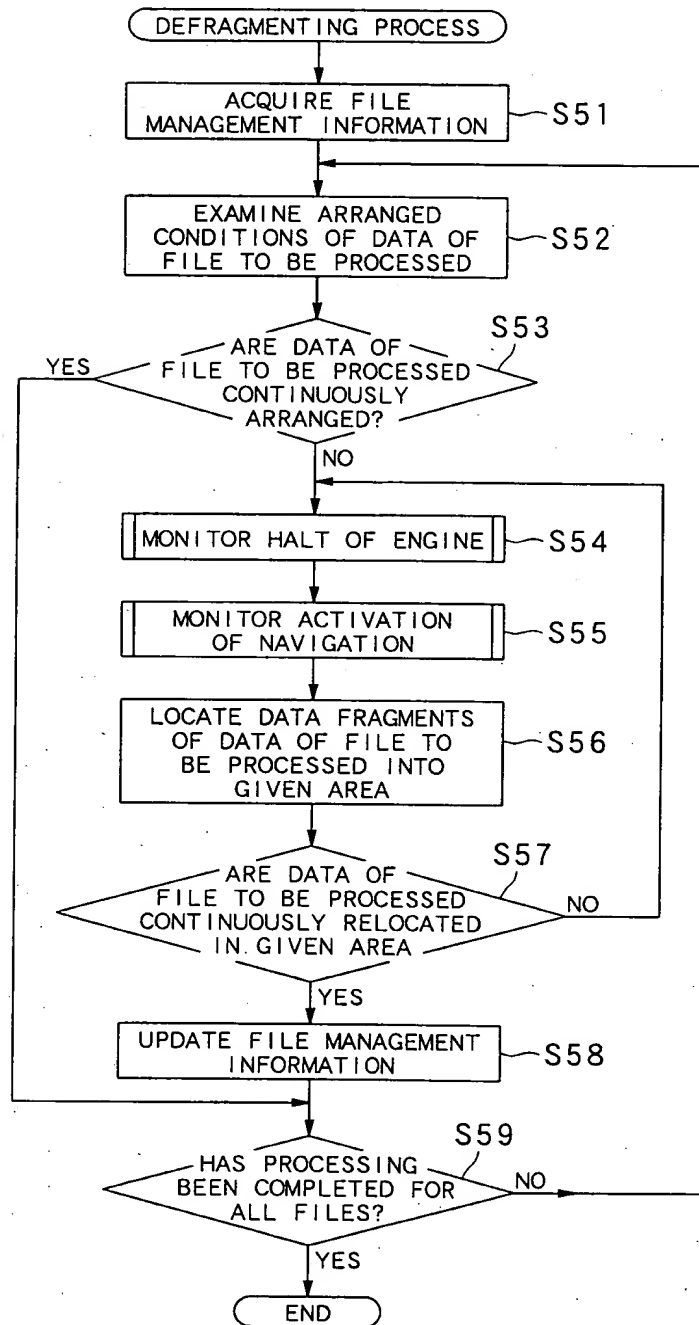 DEFRAGMENTING PROCESS
ACQUIRE FILE
MANAGEMENT INFORMATION
S51
EXAMINE ARRANGED
CONDITIONS OF DATA OF
FILE TO BE PROCESSED
S52
S53
YES
ARE DATA OF
FILE TO BE PROCESSED
CONTINUOUSLY
ARRANGED?
NO
MONITOR HALT OF ENGINE
S54
MONITOR ACTIVATION
OF NAVIGATION
S55
LOCATE DATA FRAGMENTS
OF DATA OF FILE TO
BE PROCESSED INTO
GIVEN AREA
S56
S57
ARE DATA OF
FILE TO BE PROCESSED
CONTINUOUSLY RELOCATED
IN GIVEN AREA
NO
YES
UPDATE FILE MANAGEMENT
INFORMATION
S58
S59
HAS PROCESSING
BEEN COMPLETED FOR
ALL FILES?
NO
YES
END